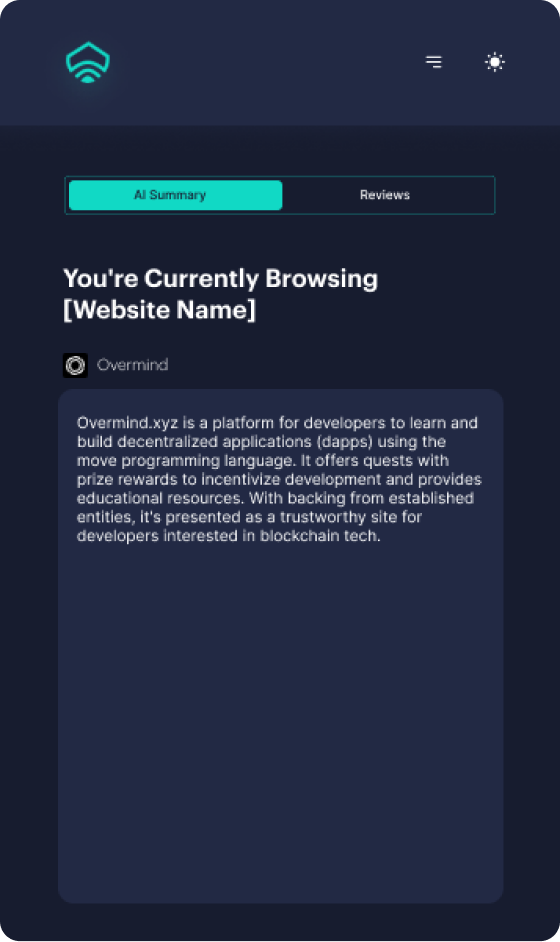 AI Summary
Reviews
You're Currently Browsing
[Website Name]
Overmind
Overmind.xyz is a platform for developers to learn and
build decentralized applications (dapps) using the
move programming language. It offers quests with
prize rewards to incentivize development and provides
educational resources. With backing from established
entities, it's presented as a trustworthy site for
developers interested in blockchain tech.